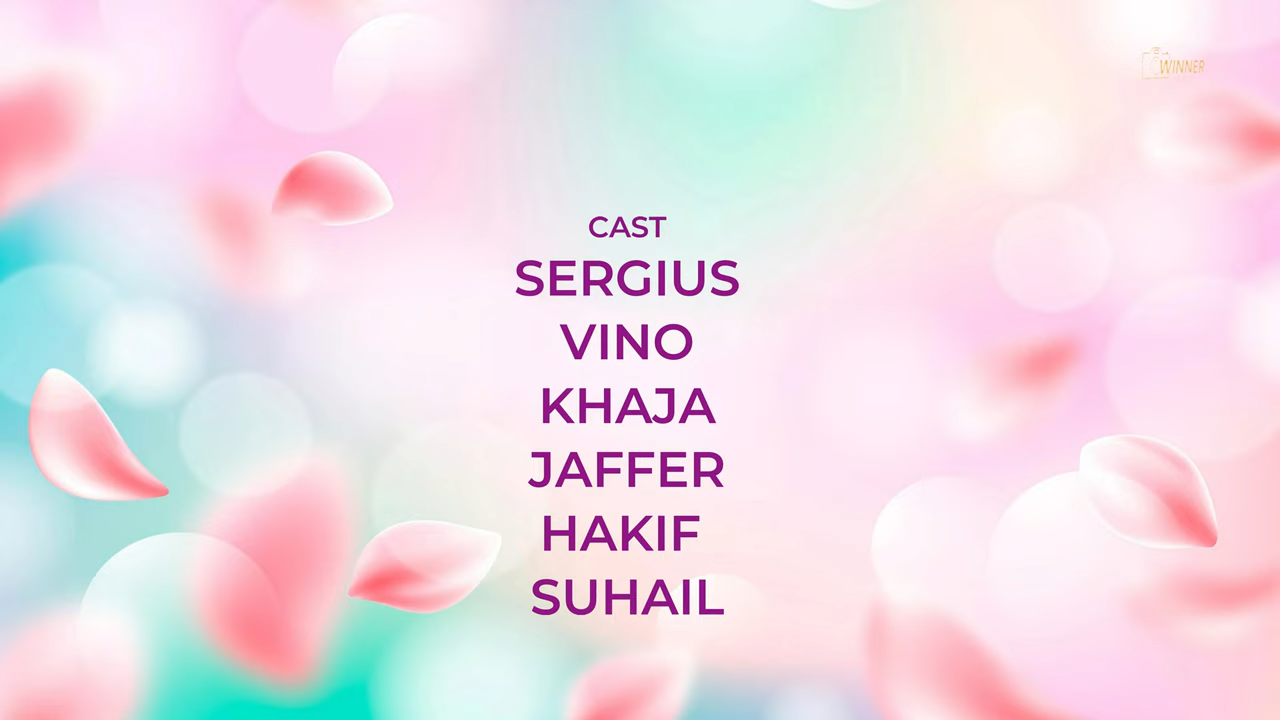 WINNER
CAST
SERGIUS
VINO
KHAJA
JAFFER
HAKIF
SUHAIL